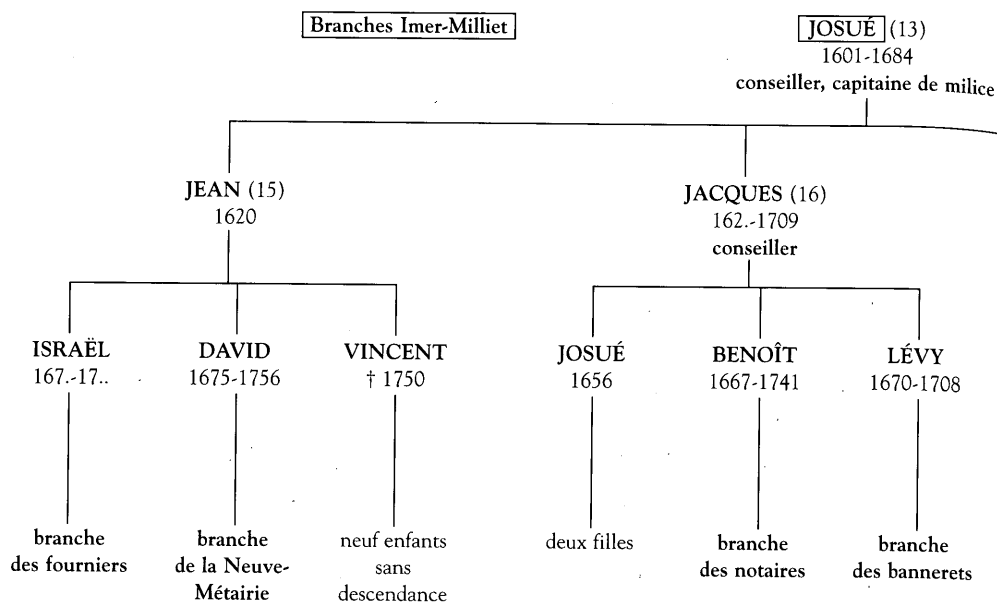 Branches Imer-Milliet
JOSUÉ (13)
1601-1684
conseiller, capitaine de milice
JEAN (15)
1620
JACQUES (16)
162.-1709
conseiller
ISRAËL
167.-17..
DAVID
1675-1756
VINCENT
† 1750
JOSUÉ
1656
BENOÎT
1667-1741
LÉVY
1670-1708
branche
des fourniers
branche
de la Neuve-
Métairie
neuf enfants
sans
descendance
deux filles
branche
des notaires
branche
des bannerets